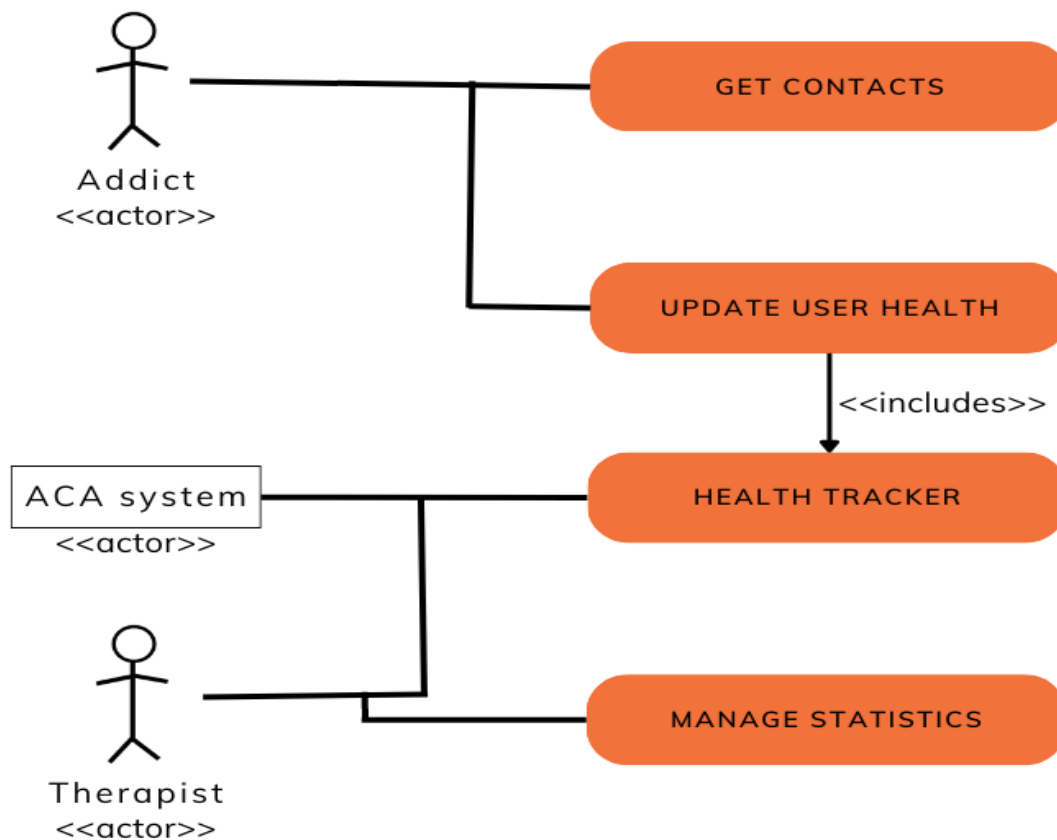 GET CONTACTS
Addict
<<actor>>
UPDATE USER HEALTH
<<includes>>
ACA system
<<actor>>
HEALTH TRACKER
MANAGE STATISTICS
Therapist
<<actor>>